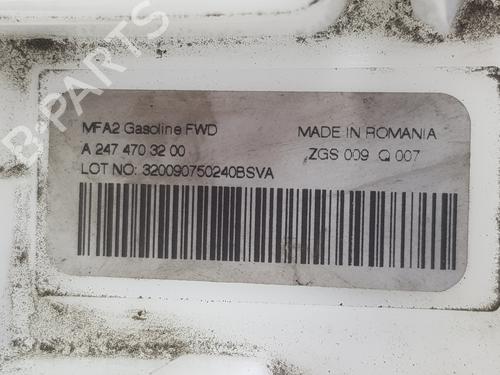 B-PARTS
MFA2 Gasoline FWD
MADE IN ROMANIA
A 247 470 32 00
ZGS 009 Q 007
LOT NO: 320090750240BSVA